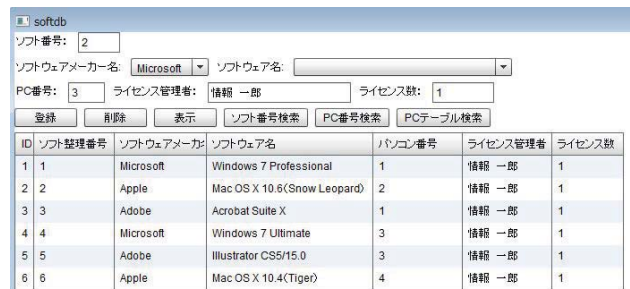 softdb
ソフト番号: 2
ソフトウェアメーカー名: Microsoft ソフトウェア名:
PC番号: 3 ライセンス管理者: 情報 一郎 ライセンス数: 1
登録 削除 表示 ソフト番号検索 PC番号検索 PCテーブル検索
ID ソフト整理番号 ソフトウェアメーカ ソフトウェア名 パソコン番号 ライセンス管理者 ライセンス数
1 1 Microsoft Windows 7 Professional 1 情報 一郎 1
2 2 Apple Mac OS X 10.6(Snow Leopard) 2 情報 一郎 1
3 3 Adobe Acrobat Suite X 1 情報 一郎 1
4 4 Microsoft Windows 7 Ultimate 3 情報 一郎 1
5 5 Adobe Illustrator CS5/15.0 3 情報 一郎 1
6 6 Apple Mac OS X 10.4(Tiger) 4 情報 一郎 1